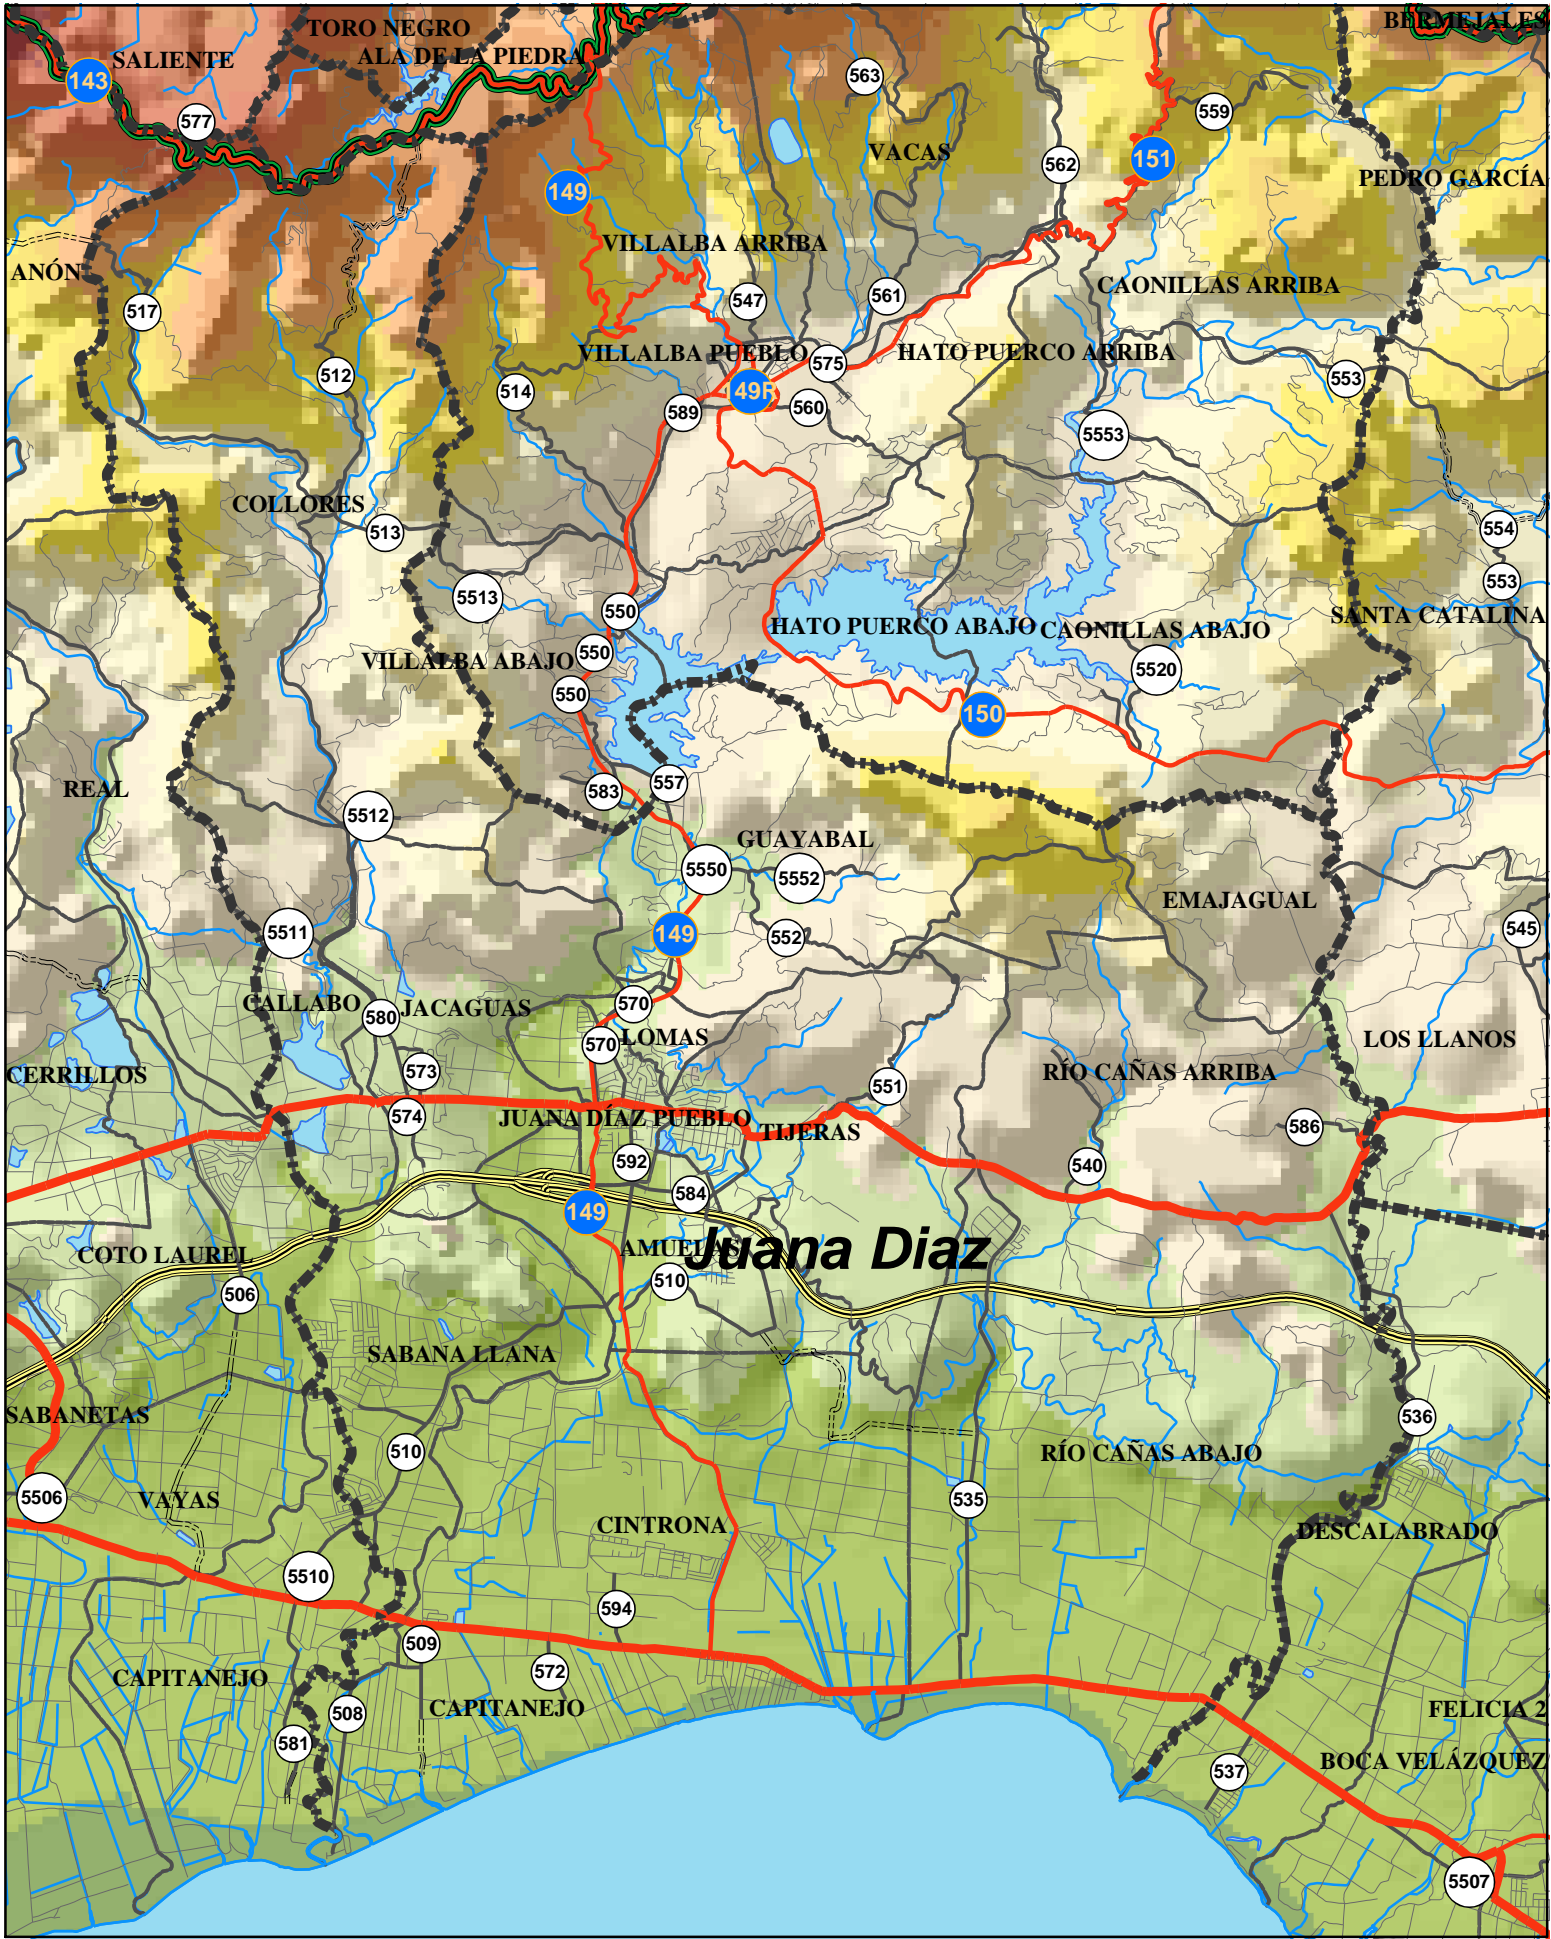 TORO NEGRO
BERMEJALES
SALIENTE
ALA DE LA PIEDRA
143
563
559
577
VACAS
562
151
149
PEDRO GARCÍA
VILLALBA ARRIBA
ANÓN
CAONILLAS ARRIBA
517
547
561
VILLALBA PUEBLO
575
HATO PUERCO ARRIBA
512
514
553
49R
589
560
5553
COLLORES
513
554
5513
553
550
SANTA CATALINA
HATO PUERCO ABAJO
CAONILLAS ABAJO
550
VILLALBA ABAJO
5520
550
150
REAL
583
557
5512
GUAYABAL
5550
5552
EMAJAGUAL
5511
149
552
545
CALLABO
JACAGUAS
570
580
LOMAS
570
LOS LLANOS
CERRILLOS
573
551
RÍO CAÑAS ARRIBA
574
JUANA DÍAZ PUEBLO
TIJERAS
586
592
540
584
149
COTO LAUREL
AMUELAS
Juana Diaz
510
506
SABANA LLANA
SABANETAS
536
510
RÍO CAÑAS ABAJO
5506
VAYAS
535
CINTRONA
DESCALABRADO
5510
594
509
CAPITANEJO
572
CAPITANEJO
508
FELICIA 2
581
BOCA VELÁZQUEZ
537
5507